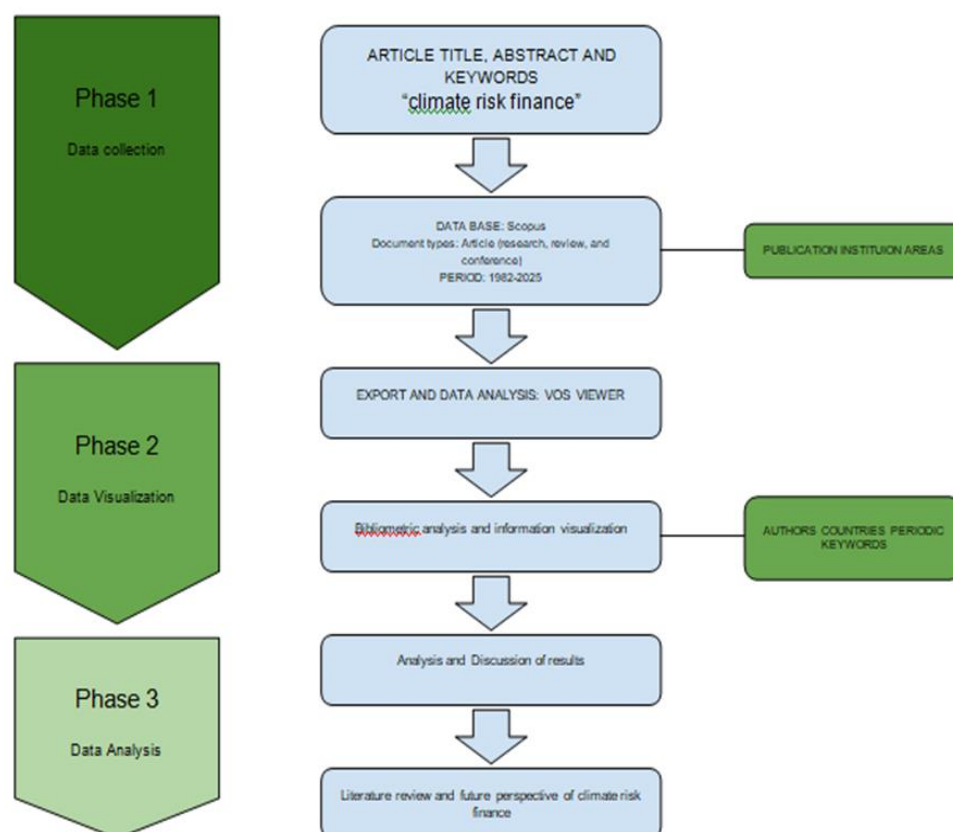 Phase 1
Data collection
ARTICLE TITLE, ABSTRACT AND
KEYWORDS
“climate risk finance”
DATA BASE: Scopus
Document types: Article (research, review, and
conference)
PERIOD: 1982-2025
PUBLICATION INSTITUION AREAS
EXPORT AND DATA ANALYSIS: VOS VIEWER
Phase 2
Data Visualization
Bibliometric analysis and information visualization
AUTHORS COUNTRIES PERIODIC
KEYWORDS
Analysis and Discussion of results
Phase 3
Data Analysis
Literature review and future perspective of climate risk
finance